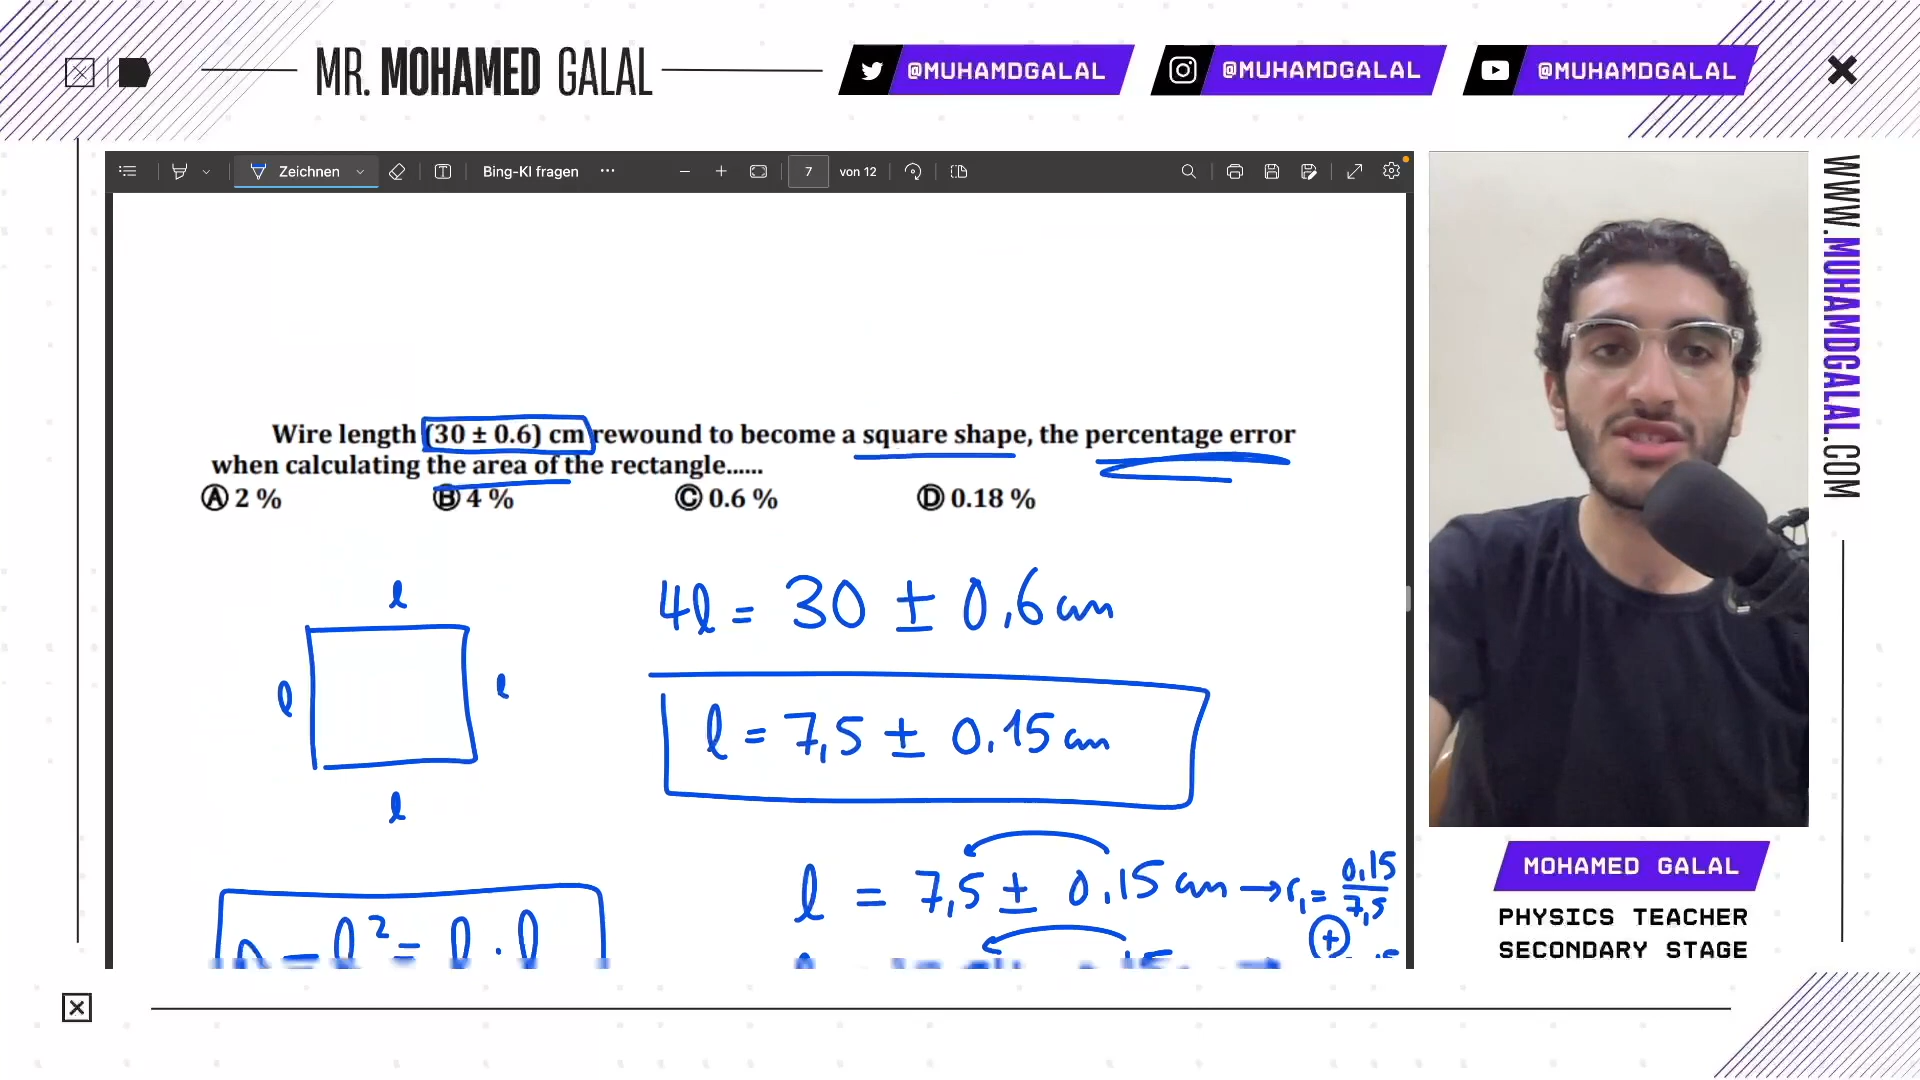 MR. MOHAMED GALAL
@MUHAMDGALAL
@MUHAMDGALAL
@MUHAMDGALAL
Zeichnen
Bing-KI fragen
7
von 12
WWW.MUHAMDGALAL.COM
Wire length (30 ± 0.6) cm rewound to become a square shape, the percentage error
when calculating the area of the rectangle......
Ⓐ 2 % Ⓑ 4 % Ⓒ 0.6 % Ⓓ 0.18 %
l
l
l
l
4l = 30 ± 0,6 cm
l = 7,5 ± 0.15 cm
l = 7,5 ± 0.15 cm → r₁ = 0.15/7,5
+
l² = l . l
MOHAMED GALAL
PHYSICS TEACHER
SECONDARY STAGE